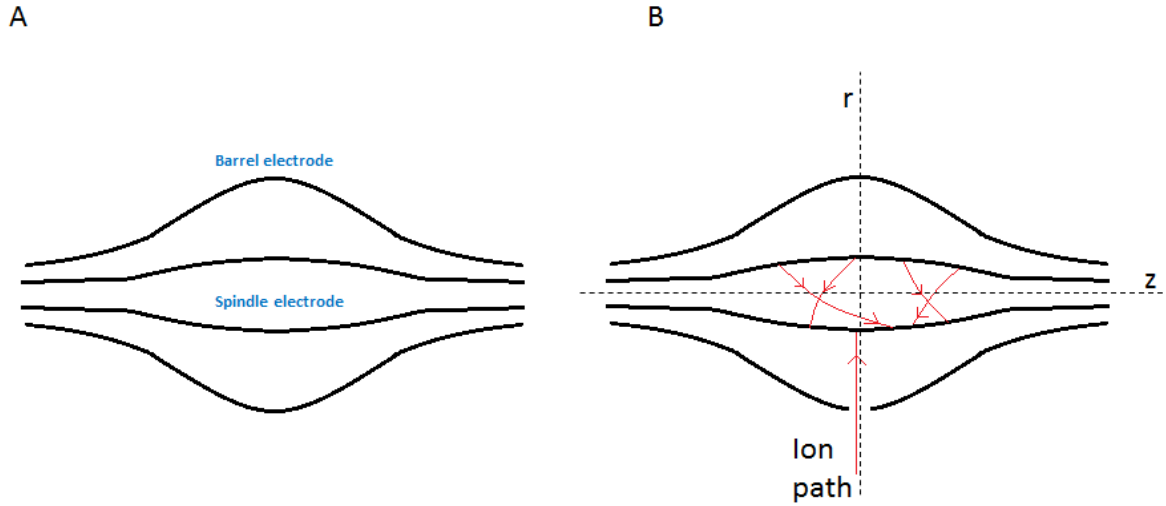 A
B
r
Barrel electrode
z
Spindle electrode
Ion
path